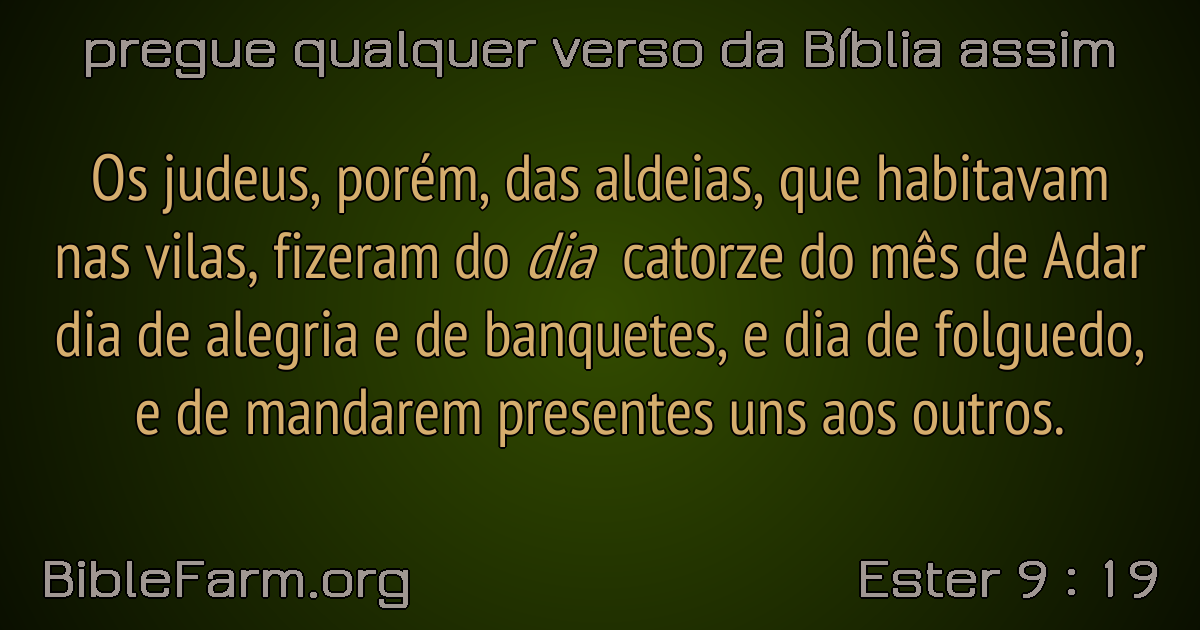 pregue qualquer verso da Bíblia assim
Os judeus, porém, das aldeias, que habitavam
nas vilas, fizeram do dia catorze do mês de Adar
dia de alegria e de banquetes, e dia de folguedo,
e de mandarem presentes uns aos outros.
BibleFarm.org
Ester 9 : 19